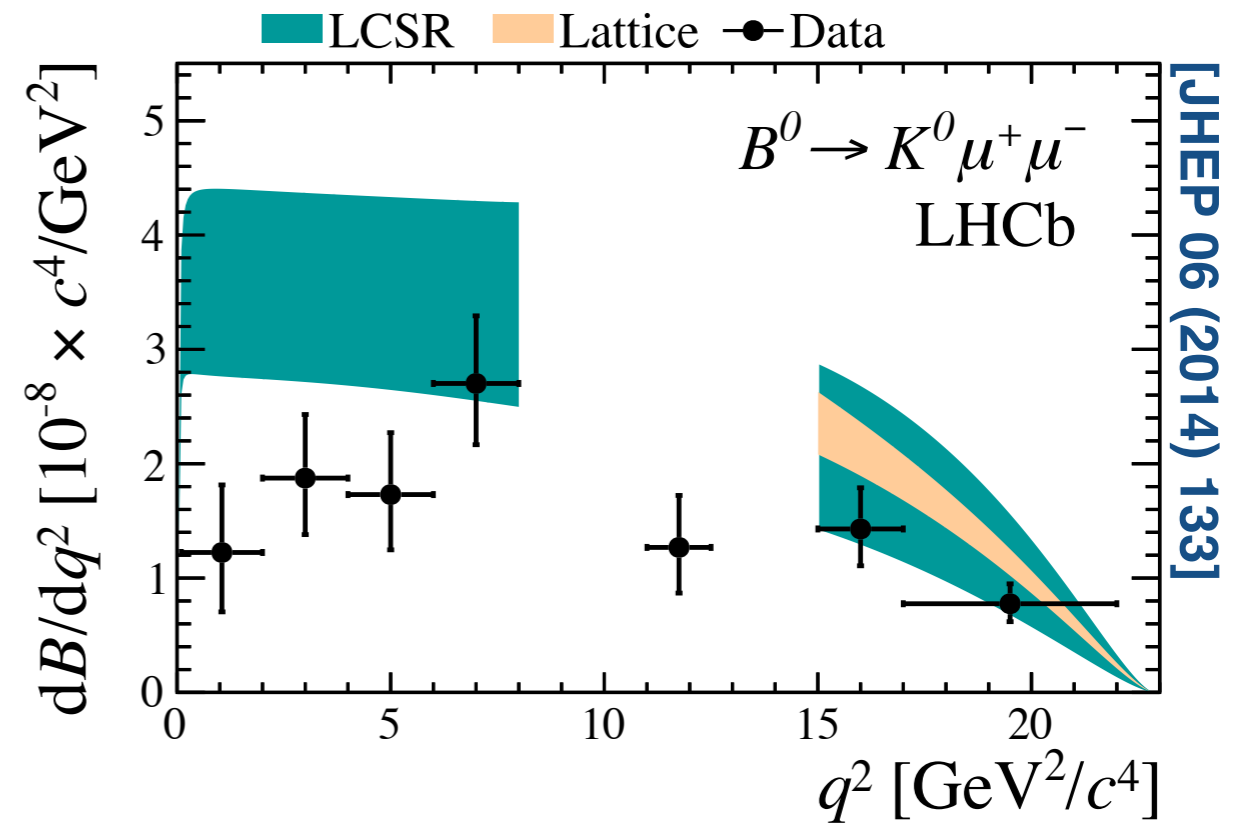 LCSR Lattice Data
dB/dq² [10⁻⁸ × c⁴/GeV²]
5
4
3
2
1
0
B⁰ → K⁰μ⁺μ⁻
LHCb
0 5 10 15 20
q² [GeV²/c⁴]
[JHEP 06 (2014) 133]